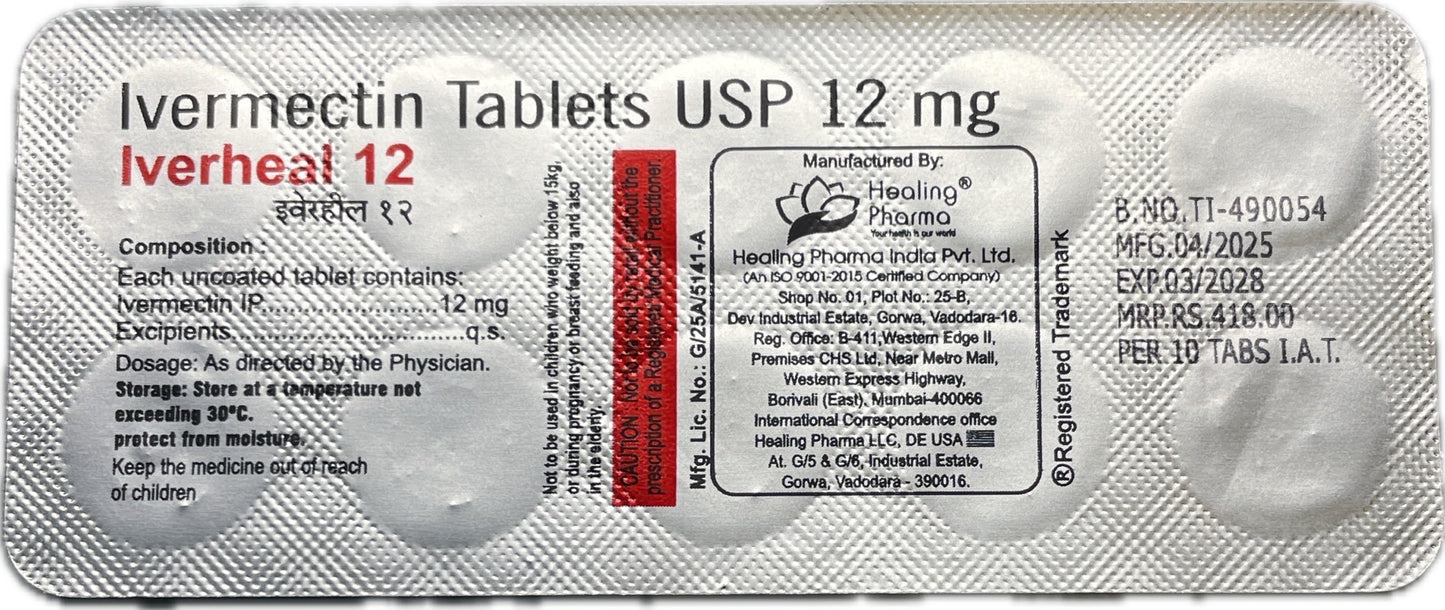 Ivermectin Tablets USP 12 mg
Iverheal 12
इवेरहील १२
Composition :
Each uncoated tablet contains:
Ivermectin IP.......................12 mg
Excipients...............................q.s.
Dosage: As directed by the Physician.
Storage: Store at a temperature not
exceeding 30ºC.
protect from moisture.
Keep the medicine out of reach
of children
Not to be used in children who weight below 15kg,
or during pregnancy or breast feeding and also
in the elderly.
CAUTION : Not to be sold by retail without the
prescription of a Registered Medical Practitioner.
Mfg. Lic. No.: G/25A/5141-A
Manufactured By:
Healing®
Pharma
Your health is our world
Healing Pharma India Pvt. Ltd.
(An ISO 9001-2015 Certified Company)
Shop No. 01, Plot No.: 25-B,
Dev Industrial Estate, Gorwa, Vadodara-16.
Reg. Office: B-411,Western Edge II,
Premises CHS Ltd, Near Metro Mall,
Western Express Highway,
Borivali (East), Mumbai-400066
International Correspondence office
Healing Pharma LLC, DE USA
At. G/5 & G/6, Industrial Estate,
Gorwa, Vadodara - 390016.
®Registered Trademark
B.NO.TI-490054
MFG.04/2025
EXP.03/2028
MRP.RS.418.00
PER 10 TABS I.A.T.